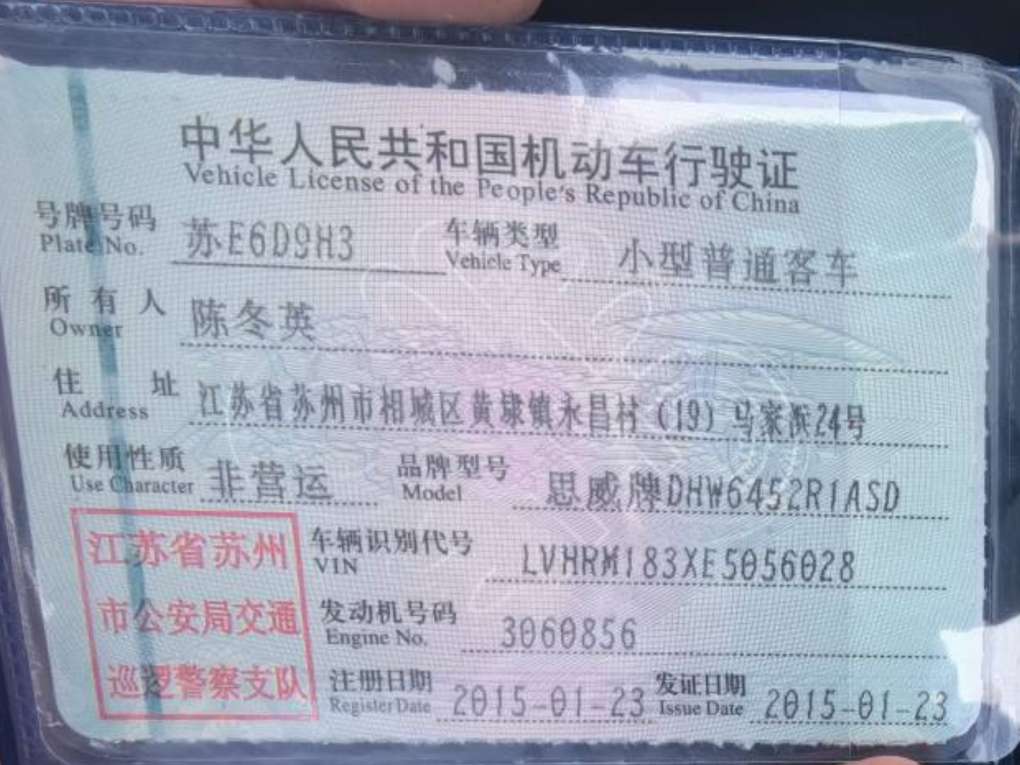 中华人民共和国机动车行驶证
Vehicle License of the People's Republic of China
号牌号码 苏E6D9H3 车辆类型 小型普通客车
Plate No. Vehicle Type
所有人 陈冬英
Owner
住址 江苏省苏州市相城区黄埭镇永昌村（19）马家浜24号
Address
使用性质 非营运 品牌型号 思威牌DHW6452R1ASD
Use Character Model
江苏省苏州 车辆识别代号 LVHRM183XE5056028
VIN
市公安局交通 发动机号码 3060856
Engine No.
巡逻警察支队 注册日期 2015-01-23 发证日期 2015-01-23
Register Date Issue Date